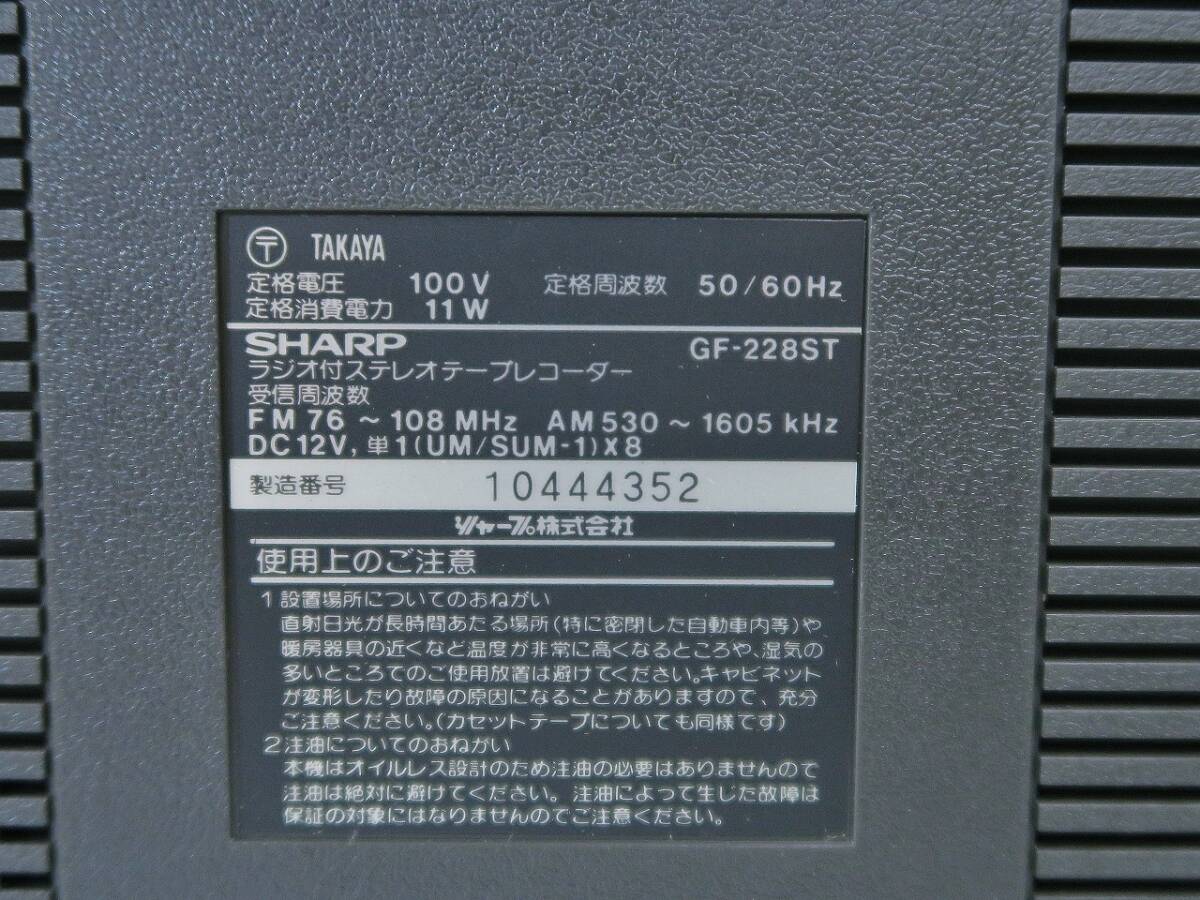 〒 TAKAYA
定格電圧 100V 定格周波数 50/60Hz
定格消費電力 11W
SHARP GF-228ST
ラジオ付ステレオテープレコーダー
受信周波数
FM 76 ~ 108 MHz AM 530 ~ 1605 kHz
DC 12V, 単1(UM/SUM-1)X8
製造番号 10444352
シャープ株式会社
使用上のご注意
1 設置場所についてのおねがい
直射日光が長時間あたる場所(特に密閉した自動車内等)や
暖房器具の近くなど温度が非常に高くなるところや、湿気の
多いところでのご使用放置は避けてください。キャビネット
が変形したり故障の原因になることがありますので、充分
ご注意ください。(カセットテープについても同様です)
2 注油についてのおねがい
本機はオイルレス設計のため注油の必要はありませんので
注油は絶対に避けてください。注油によって生じた故障は
保証の対象にはなりませんのでご注意ください。